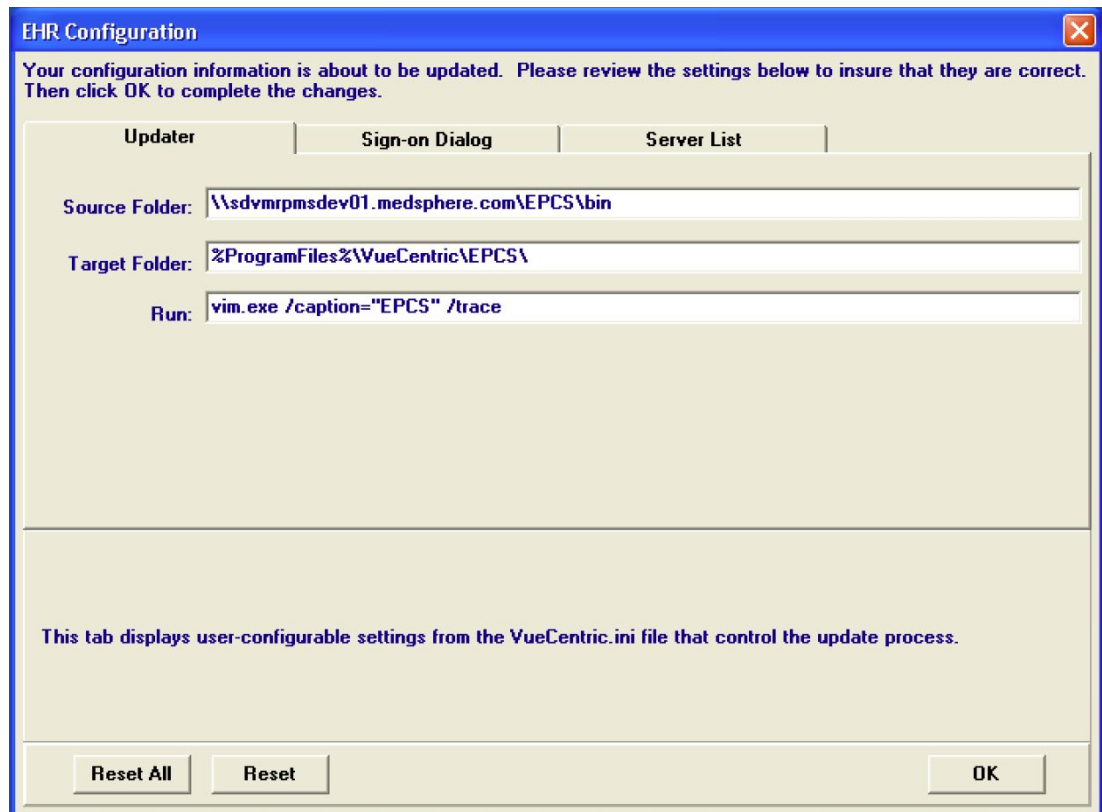 EHR Configuration
Your configuration information is about to be updated. Please review the settings below to insure that they are correct.
Then click OK to complete the changes.
Updater
Sign-on Dialog
Server List
Source Folder: \\sdvmrpmsdev01.medsphere.com\EPCS\bin
Target Folder: %ProgramFiles%\VueCentric\EPCS\
Run: vim.exe /caption="EPCS" /trace
This tab displays user-configurable settings from the VueCentric.ini file that control the update process.
Reset All
Reset
OK